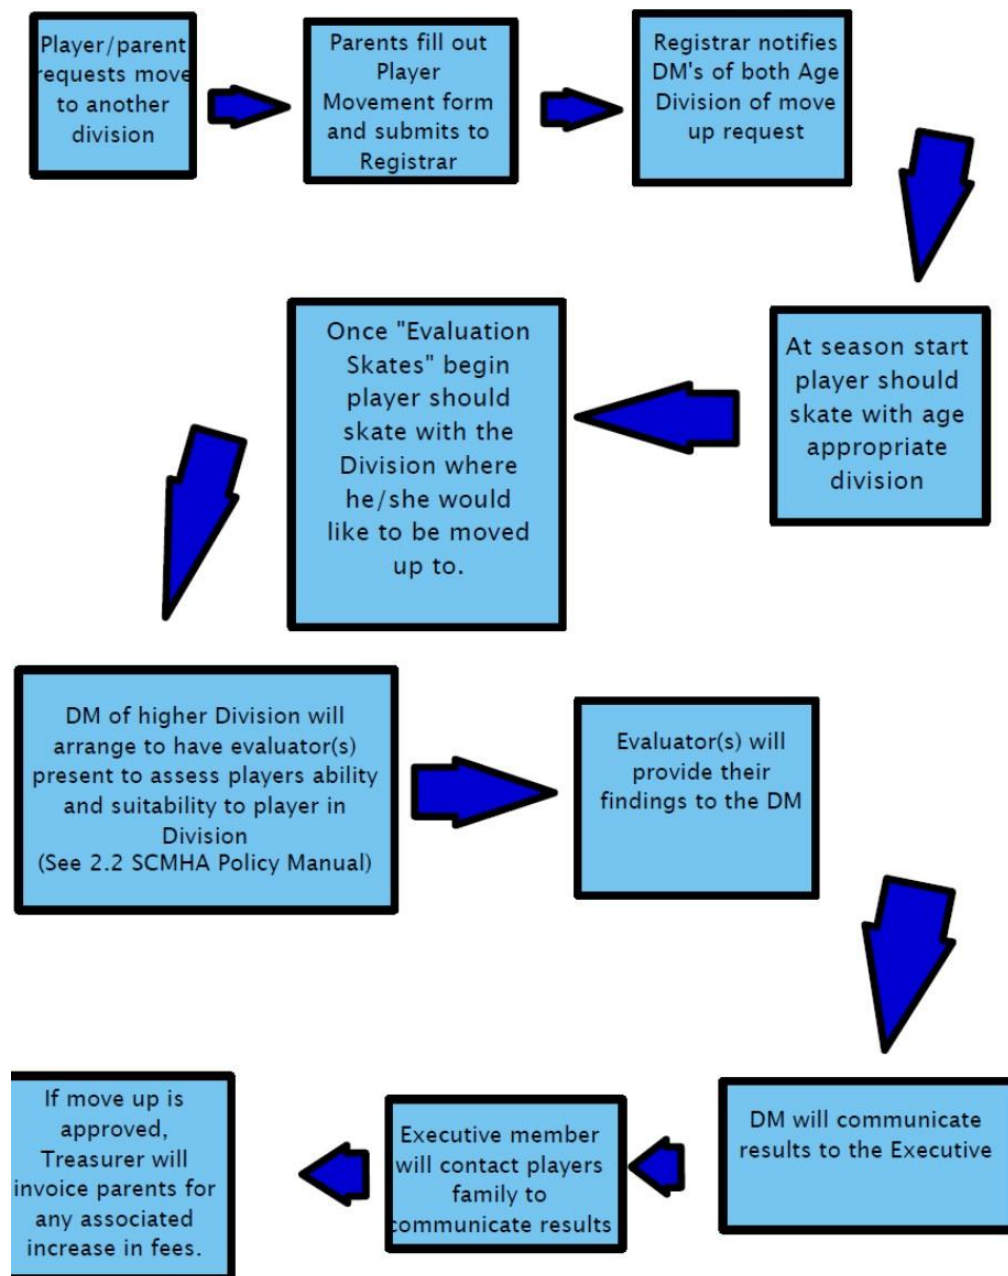 Player/parent
requests move
to another
division
Parents fill out
Player
Movement form
and submits to
Registrar
Registrar notifies
DM's of both Age
Division of move
up request
At season start
player should
skate with age
appropriate
division
Once "Evaluation
Skates" begin
player should
skate with the
Division where
he/she would
like to be moved
up to.
DM of higher Division will
arrange to have evaluator(s)
present to assess players ability
and suitability to player in
Division
(See 2.2 SCMHA Policy Manual)
Evaluator(s) will
provide their
findings to the DM
DM will communicate
results to the Executive
Executive member
will contact players
family to
communicate results
If move up is
approved,
Treasurer will
invoice parents for
any associated
increase in fees.